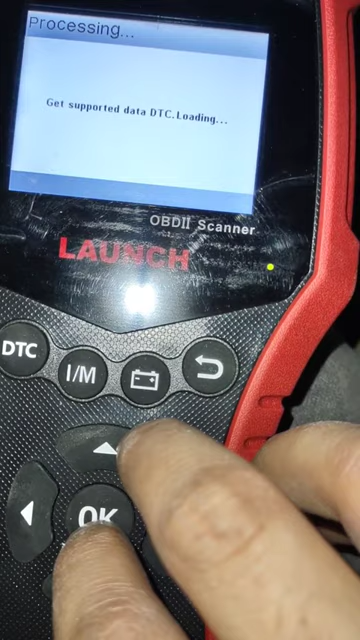 Processing...
Get supported data DTC.Loading...
OBDII Scanner
LAUNCH
DTC
I/M
OK